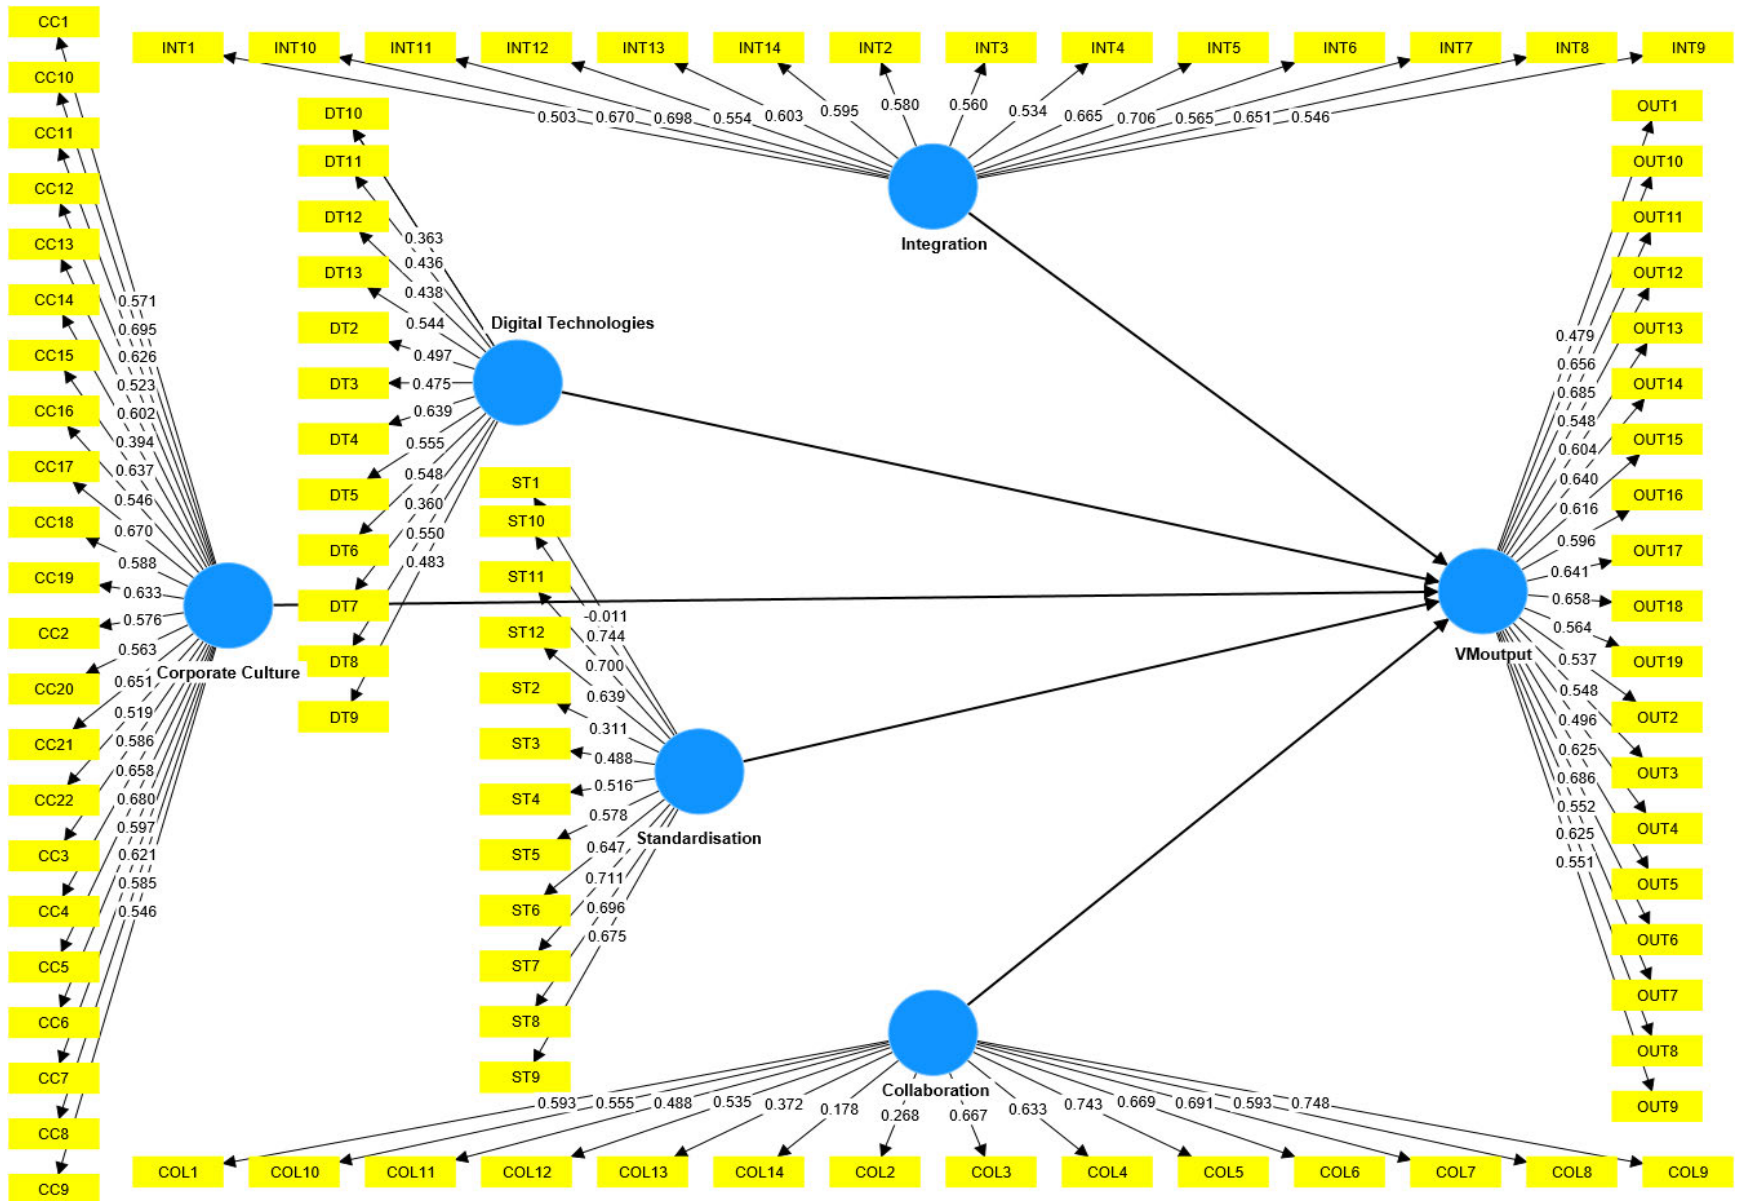 CC1
INT1 INT10 INT11 INT12 INT13 INT14 INT2 INT3 INT4 INT5 INT6 INT7 INT8 INT9
CC10
CC11
CC12
CC13
CC14
CC15
CC16
CC17
CC18
CC19
CC2
CC20
CC21
CC22
CC3
CC4
CC5
CC6
CC7
CC8
CC9
0.571
0.695
0.626
0.523
0.602
0.394
0.637
0.546
0.670
0.588
0.633
0.576
0.563
0.651
0.519
0.586
0.658
0.680
0.597
0.621
0.585
0.546
Corporate Culture
DT10
DT11
DT12
DT13
DT2
DT3
DT4
DT5
DT6
DT7
DT8
DT9
0.363
0.436
0.438
0.544
0.497
0.475
0.639
0.555
0.548
0.360
0.550
0.483
Digital Technologies
ST1
ST10
ST11
ST12
ST2
ST3
ST4
ST5
ST6
ST7
ST8
ST9
-0.011
0.744
0.700
0.639
0.311
0.488
0.516
0.578
0.647
0.711
0.696
0.675
Standardisation
0.503 0.670 0.698 0.554 0.603 0.595 0.580 0.560 0.534 0.665 0.706 0.565 0.651 0.546
Integration
OUT1
OUT10
OUT11
OUT12
OUT13
OUT14
OUT15
OUT16
OUT17
OUT18
OUT19
OUT2
OUT3
OUT4
OUT5
OUT6
OUT7
OUT8
OUT9
0.479
0.656
0.685
0.548
0.604
0.640
0.616
0.596
0.641
0.658
0.564
0.537
0.548
0.496
0.625
0.686
0.552
0.625
0.551
VMoutput
Collaboration
0.593 0.555 0.488 0.535 0.372 0.178 0.268 0.667 0.633 0.743 0.669 0.691 0.593 0.748
COL1 COL10 COL11 COL12 COL13 COL14 COL2 COL3 COL4 COL5 COL6 COL7 COL8 COL9